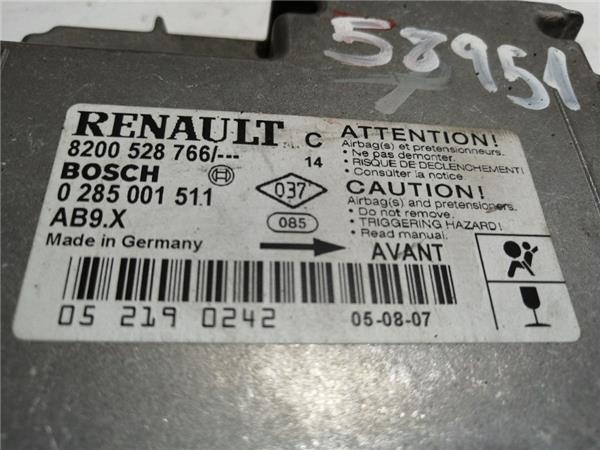 58951
RENAULT C
8200 528 766/--- 14
BOSCH
0 285 001 511
AB9.X
Made in Germany
037
085
ATTENTION!
Airbag(s) et pretensionneurs.
• Ne pas demonter.
• RISQUE DE DECLENCHEMENT!
• Consulter la notice.
CAUTION!
Airbag(s) and pretensioners.
• Do not remove.
• TRIGGERING HAZARD!
• Read manual.
AVANT
05 219 0242
05-08-07